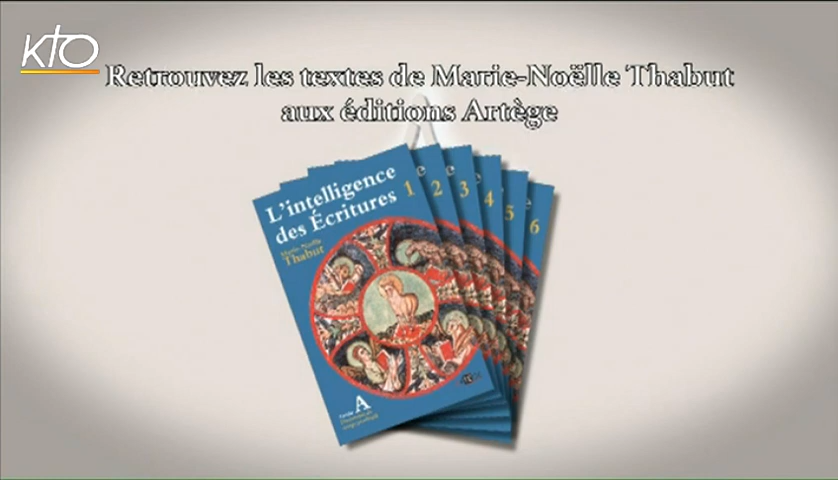 KTO
Retrouvez les textes de Marie-Noëlle Thabut
aux éditions Artège
L'intelligence
des Écritures
Marie-Noëlle
Thabut
1
2
3
4
5
6
Année A